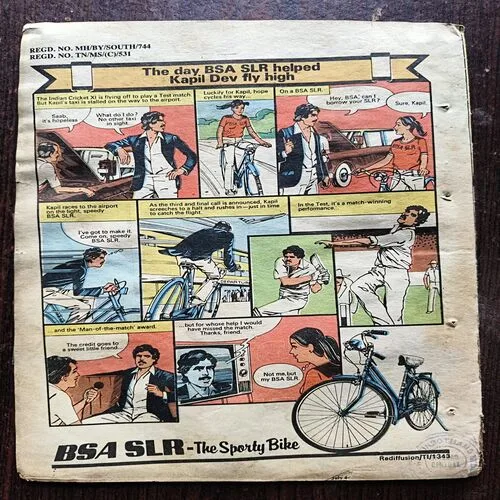 REGD. NO. MH/BY/SOUTH/744
REGD. NO. TN/MS/(C)/531
The day BSA SLR helped
Kapil Dev fly high
The Indian Cricket XI is flying off to play a Test match.
But Kapil's taxi is stalled on the way to the airport.
Saab,
it's hopeless
What do I do?
No other taxi
in sight.
Luckily for Kapil, hope
cycles his way...
On a BSA SLR.
Hey, BSA, can I
borrow your SLR?
Sure, Kapil.
Kapil races to the airport
on the light, speedy
BSA SLR.
I've got to make it.
Come on, speedy
BSA SLR.
As the third and final call is announced, Kapil
screeches to a halt and rushes in—just in time
to catch the flight.
DEPARTURE
In the Test, it's a match-winning
performance...
...and the 'Man-of-the-match' award.
The credit goes to
a sweet little friend...
...but for whose help I would
have missed the match.
Thanks, friend.
Not me, but
my BSA SLR.
BSA SLR-The Sporty Bike
Rediffusion/TI/1343